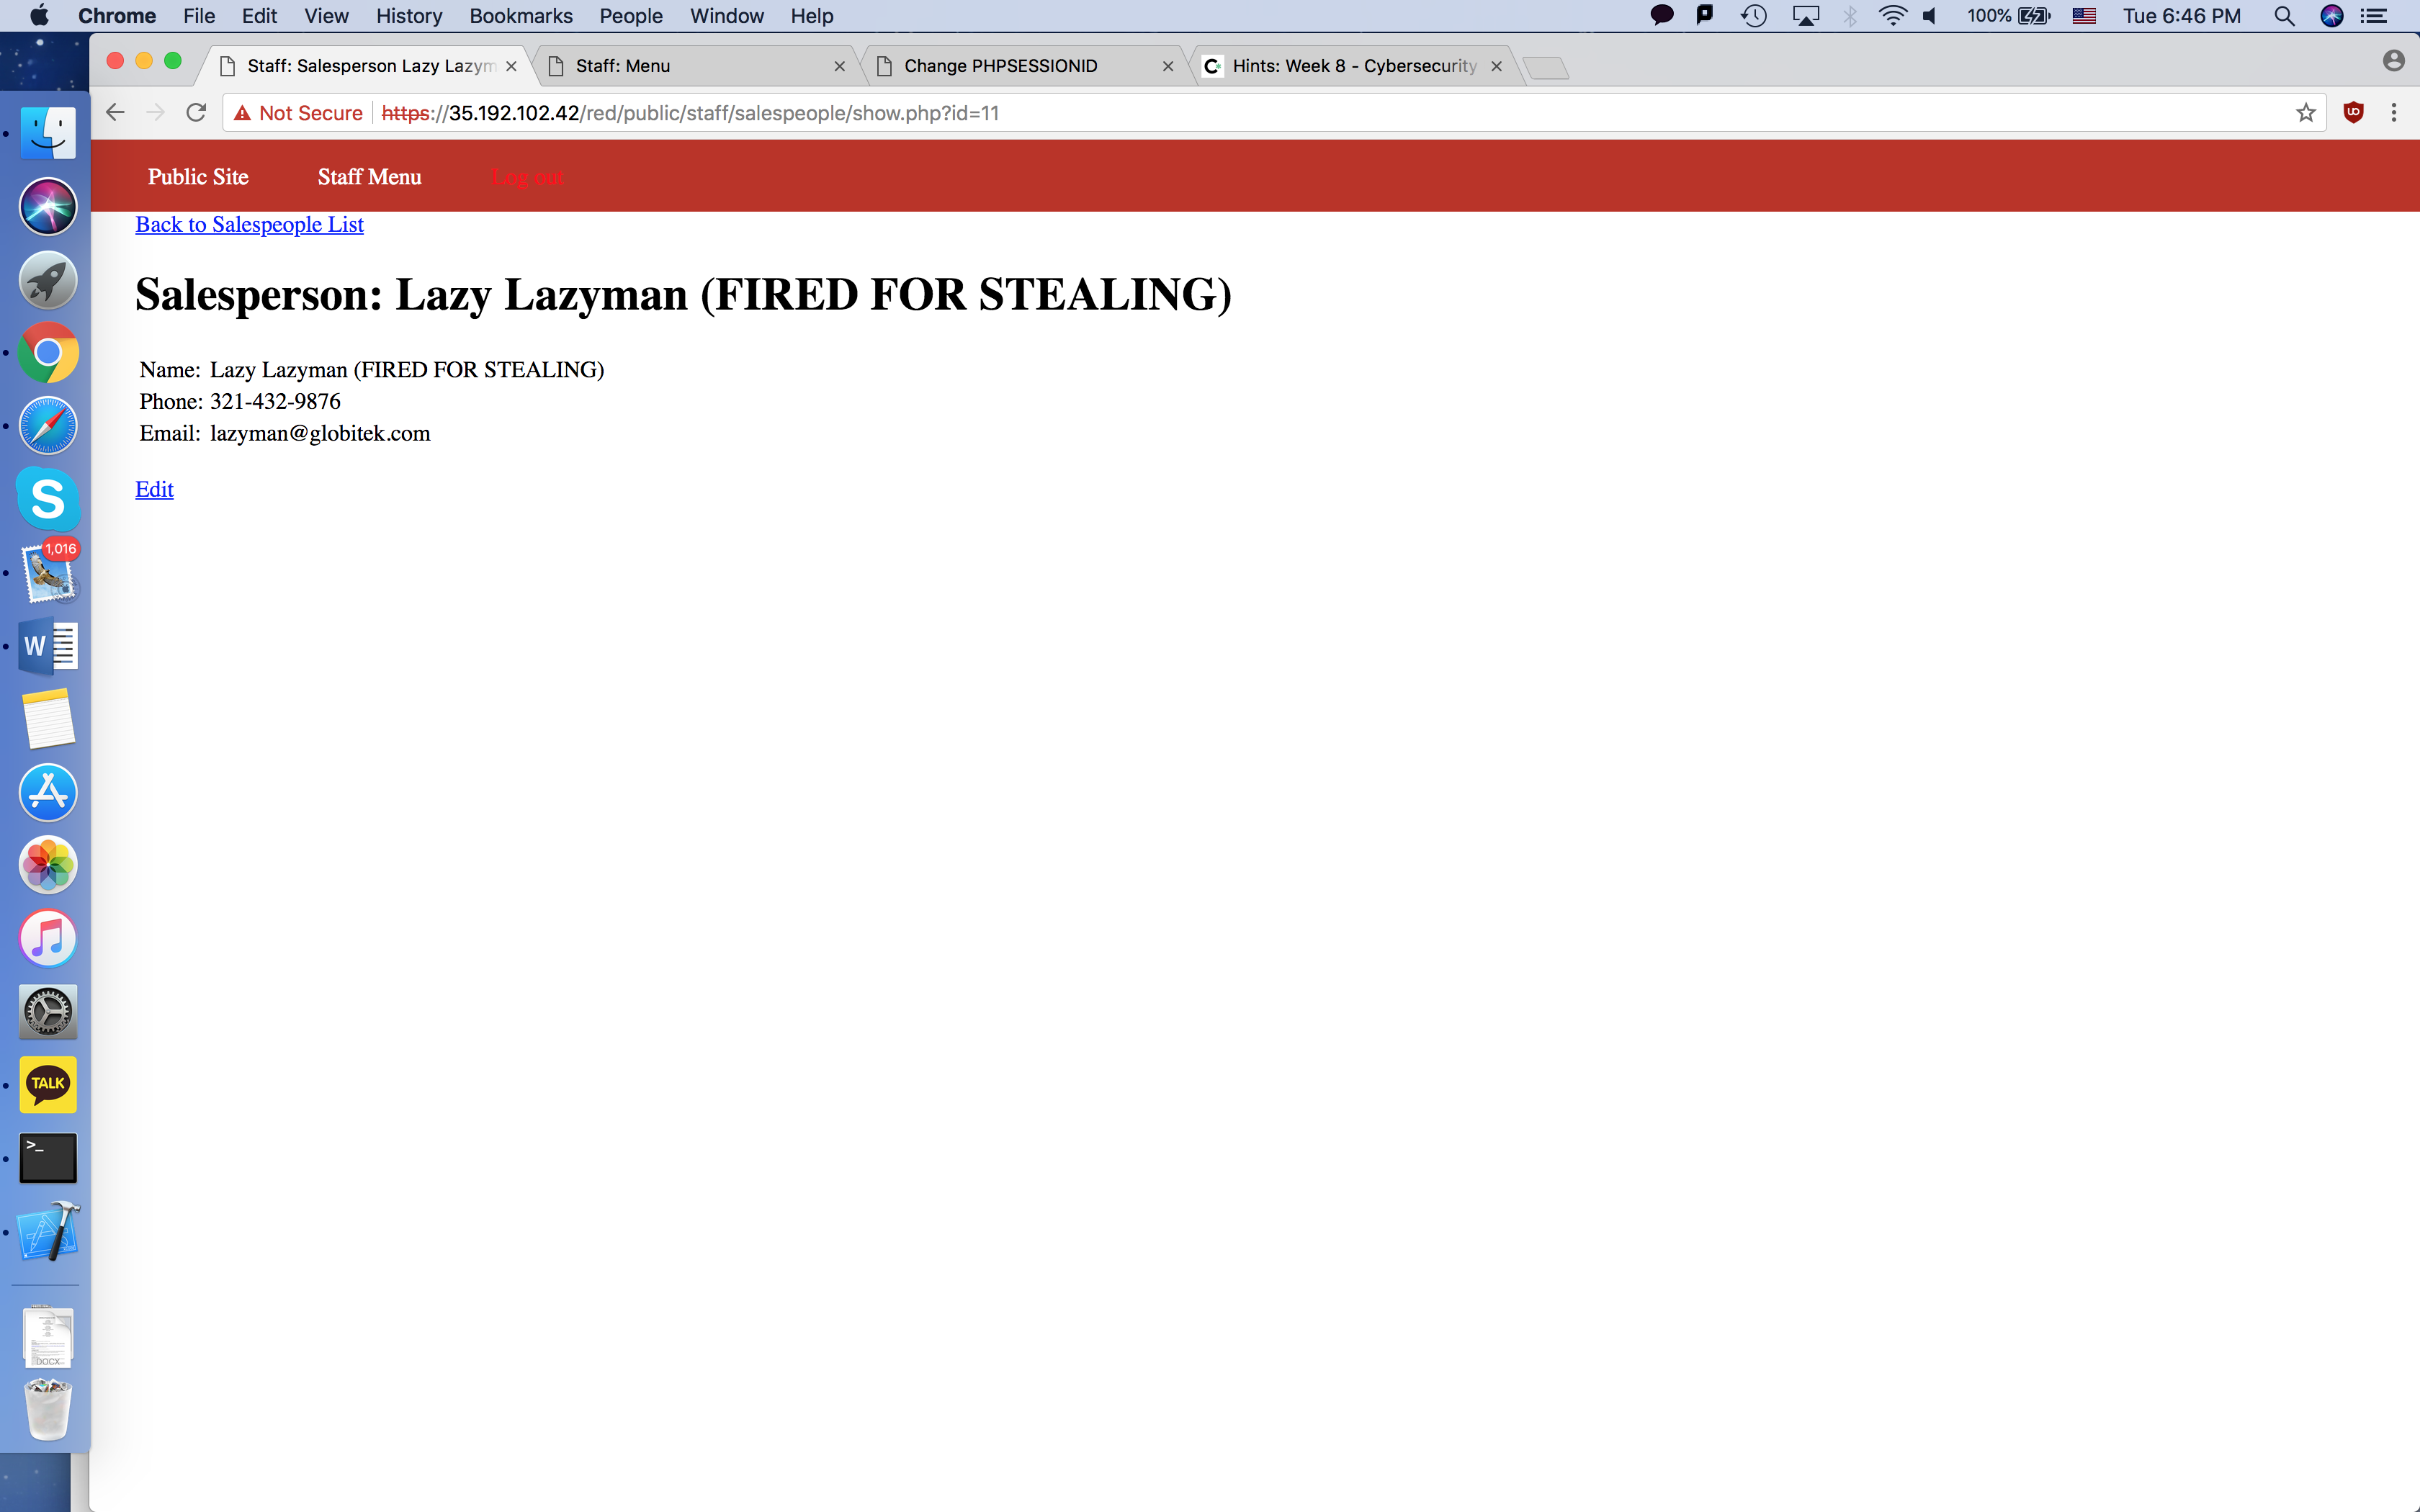 Chrome File Edit View History Bookmarks People Window Help 100% Tue 6:46 PM
Staff: Salesperson Lazy Lazym Staff: Menu Change PHPSESSIONID Hints: Week 8 - Cybersecurity
Not Secure https://35.192.102.42/red/public/staff/salespeople/show.php?id=11
Public Site Staff Menu Log out
Back to Salespeople List
Salesperson: Lazy Lazyman (FIRED FOR STEALING)
Name: Lazy Lazyman (FIRED FOR STEALING)
Phone: 321-432-9876
Email: lazyman@globitek.com
Edit
S
1,016
W
TALK
>_
DOCX